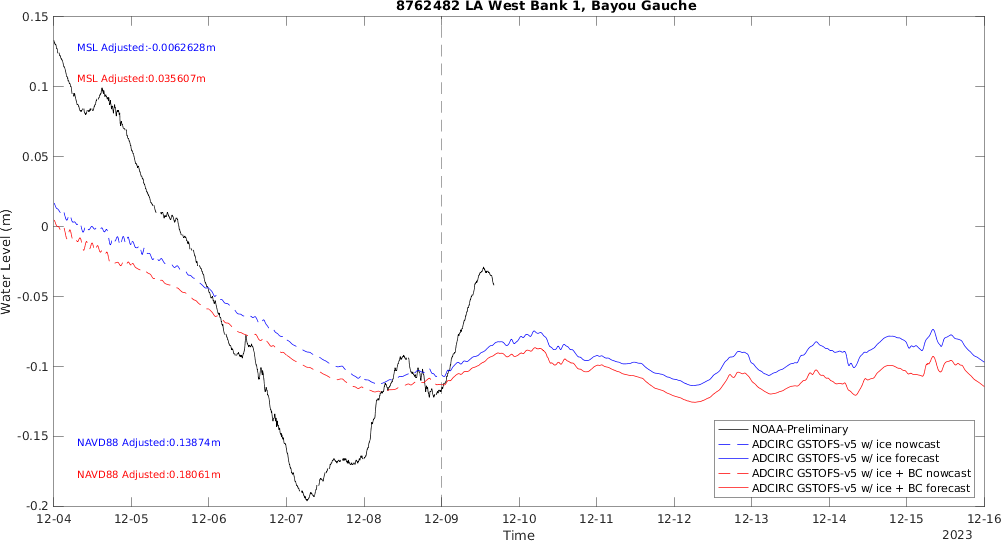 8762482 LA West Bank 1, Bayou Gauche
MSL Adjusted:-0.0062628m
MSL Adjusted:0.035607m
NAVD88 Adjusted:0.13874m
NAVD88 Adjusted:0.18061m
Water Level (m)
0.15
0.1
0.05
0
-0.05
-0.1
-0.15
-0.2
NOAA-Preliminary
ADCIRC GSTOFS-v5 w/ ice nowcast
ADCIRC GSTOFS-v5 w/ ice forecast
ADCIRC GSTOFS-v5 w/ ice + BC nowcast
ADCIRC GSTOFS-v5 w/ ice + BC forecast
12-04 12-05 12-06 12-07 12-08 12-09 12-10 12-11 12-12 12-13 12-14 12-15 12-16
Time
2023